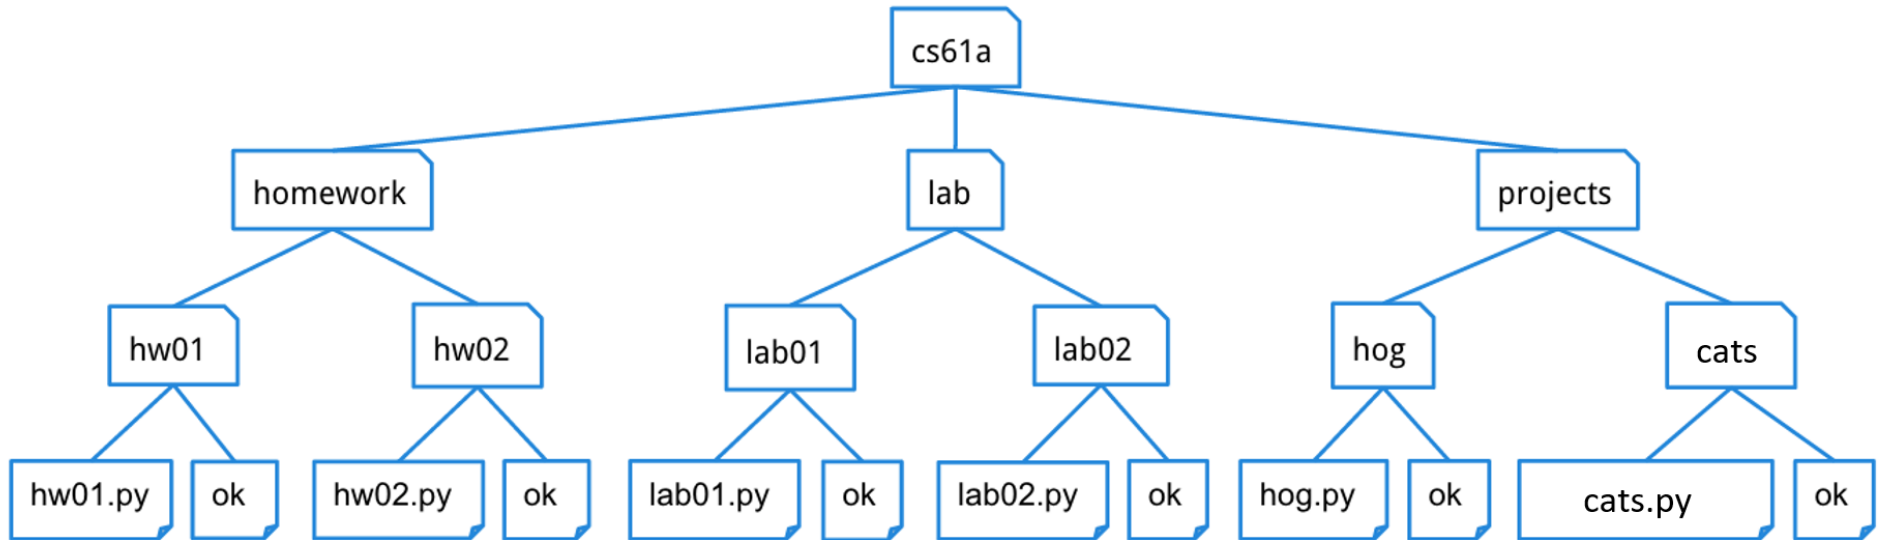 cs61a
homework
lab
projects
hw01
hw02
lab01
lab02
hog
cats
hw01.py
ok
hw02.py
ok
lab01.py
ok
lab02.py
ok
hog.py
ok
cats.py
ok